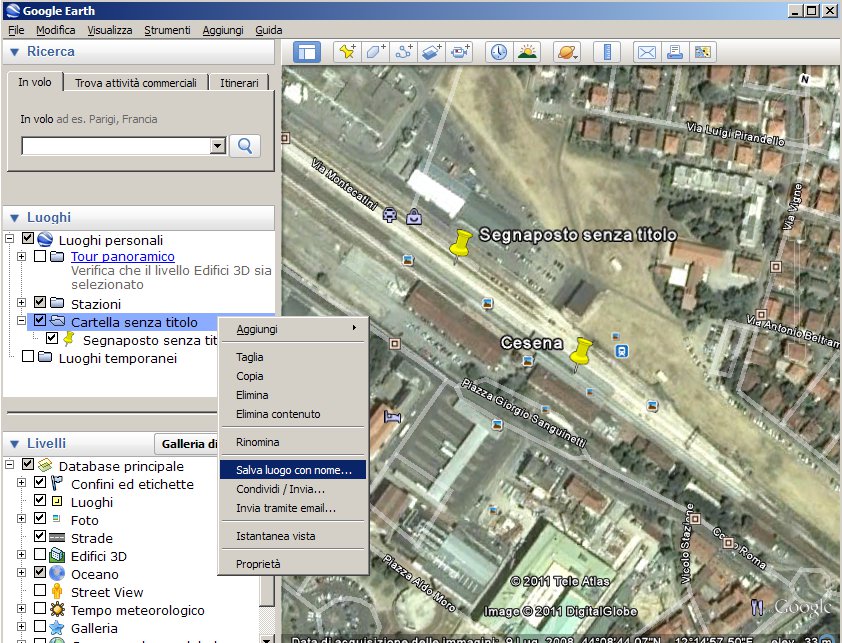 Google Earth
File Modifica Visualizza Strumenti Aggiungi Guida
Ricerca
In volo Trova attività commerciali Itinerari
In volo ad es. Parigi, Francia
Luoghi
Luoghi personali
Tour panoramico
Verifica che il livello Edifici 3D sia
selezionato
Stazioni
Cartella senza titolo
Segnaposto senza tit
Luoghi temporanei
Aggiungi
Taglia
Copia
Elimina
Elimina contenuto
Rinomina
Salva luogo con nome...
Condividi / Invia...
Invia tramite email...
Istantanea vista
Proprietà
Livelli
Galleria di
Database principale
Confini ed etichette
Luoghi
Foto
Strade
Edifici 3D
Oceano
Street View
Tempo meteorologico
Galleria
N
Via Luigi Pirandello
Via Montecatini
Via Vigne
Segnaposto senza titolo
Via Antonio Beltram
Cesena
Piazza Giorgio Sanguinetti
Vicolo Stazione
Corso Roma
Piazza Aldo Moro
© 2011 Tele Atlas
Image © 2011 DigitalGlobe
Google
Data di acquisizione delle immagini: 9 Lug, 2008 44°08'44.07"N 12°14'57.50"E elev 33 m